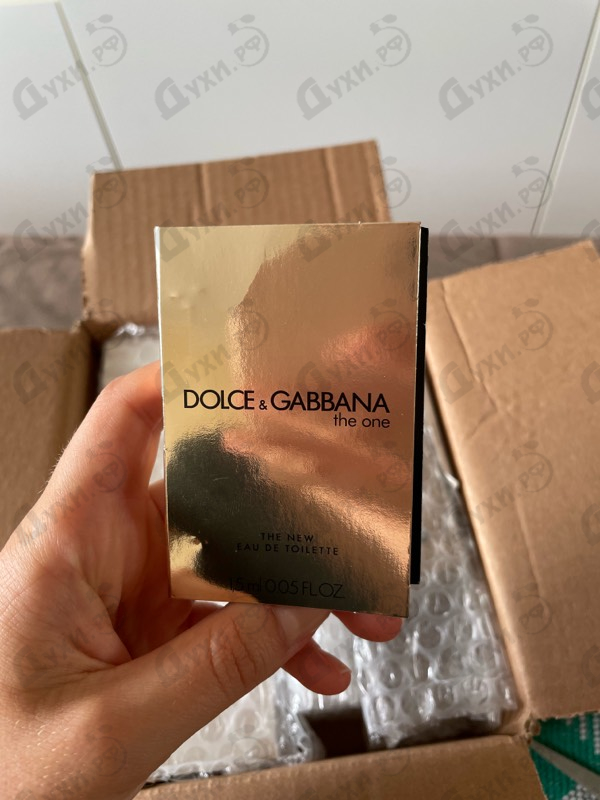 DOLCE & GABBANA
the one
THE NEW
EAU DE TOILETTE
1.5 ml 0.05 FL.OZ.
Духи.РФ